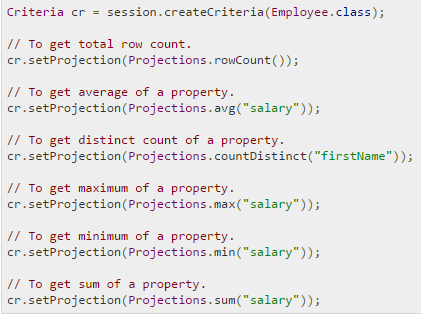 Criteria cr = session.createCriteria(Employee.class);
// To get total row count.
cr.setProjection(Projections.rowCount());
// To get average of a property.
cr.setProjection(Projections.avg("salary"));
// To get distinct count of a property.
cr.setProjection(Projections.countDistinct("firstName"));
// To get maximum of a property.
cr.setProjection(Projections.max("salary"));
// To get minimum of a property.
cr.setProjection(Projections.min("salary"));
// To get sum of a property.
cr.setProjection(Projections.sum("salary"));